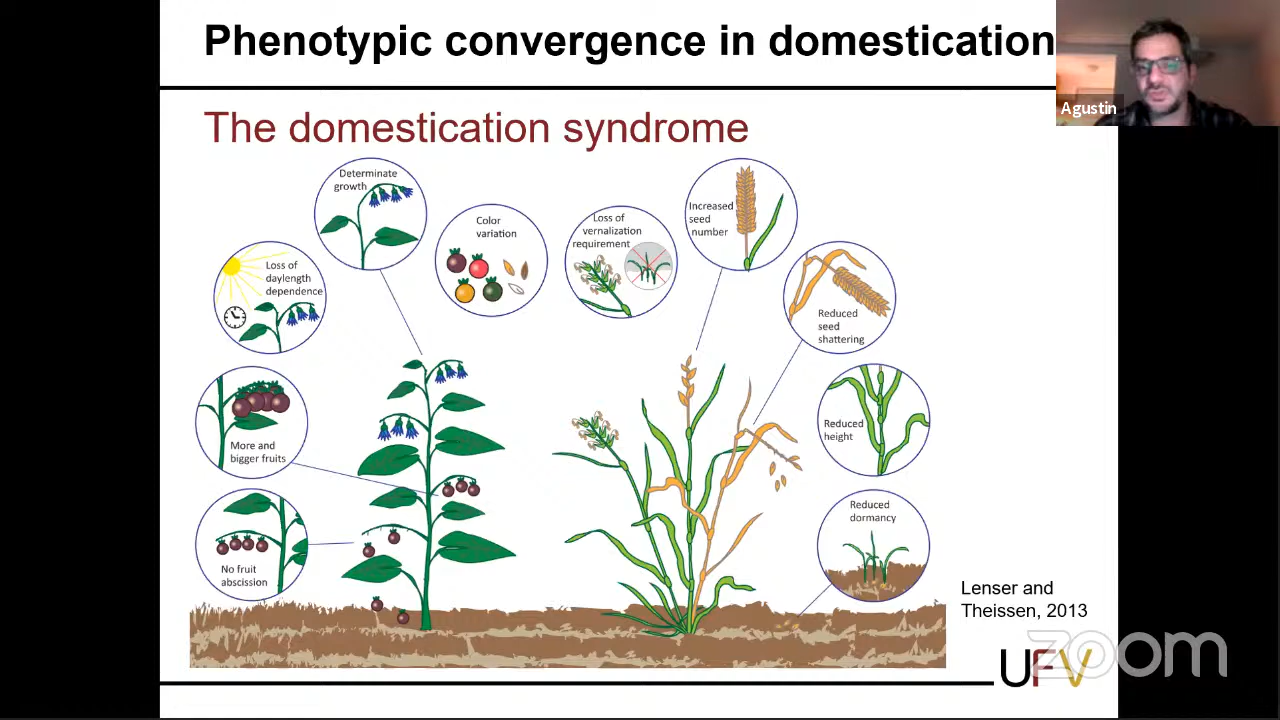 Phenotypic convergence in domestication
Agustin
The domestication syndrome
Determinate
growth
Color
variation
Loss of
vernalization
requirement
Increased
seed
number
Loss of
daylength
dependence
Reduced
seed
shattering
More and
bigger fruits
Reduced
height
No fruit
abscission
Reduced
dormancy
Lenser and
Theissen, 2013
zoom
UFV